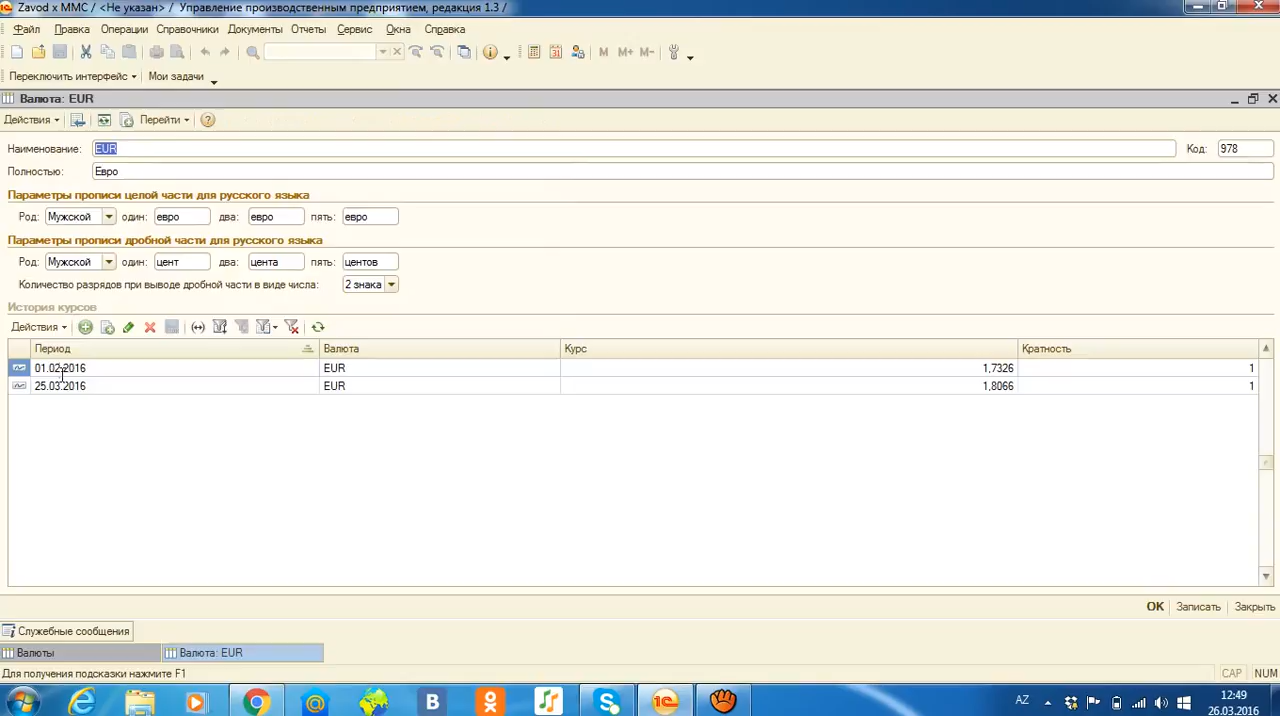 Zavod x MMC / <Не указан> / Управление производственным предприятием, редакция 1.3 /
Файл Правка Операции Справочники Документы Отчеты Сервис Окна Справка
M M+ M-
Переключить интерфейс Мои задачи
Валюта: EUR
Действия Перейти
Наименование: EUR Код: 978
Полностью: Евро
Параметры прописи целой части для русского языка
Род: Мужской один: евро два: евро пять: евро
Параметры прописи дробной части для русского языка
Род: Мужской один: цент два: цента пять: центов
Количество разрядов при выводе дробной части в виде числа: 2 знака
История курсов
Действия
Период Валюта Курс Кратность
01.02.2016 EUR 1,7326 1
25.03.2016 EUR 1,8066 1
OK Записать Закрыть
Служебные сообщения
Валюты Валюта: EUR
Для получения подсказки нажмите F1 CAP NUM
AZ 12:49
26.03.2016